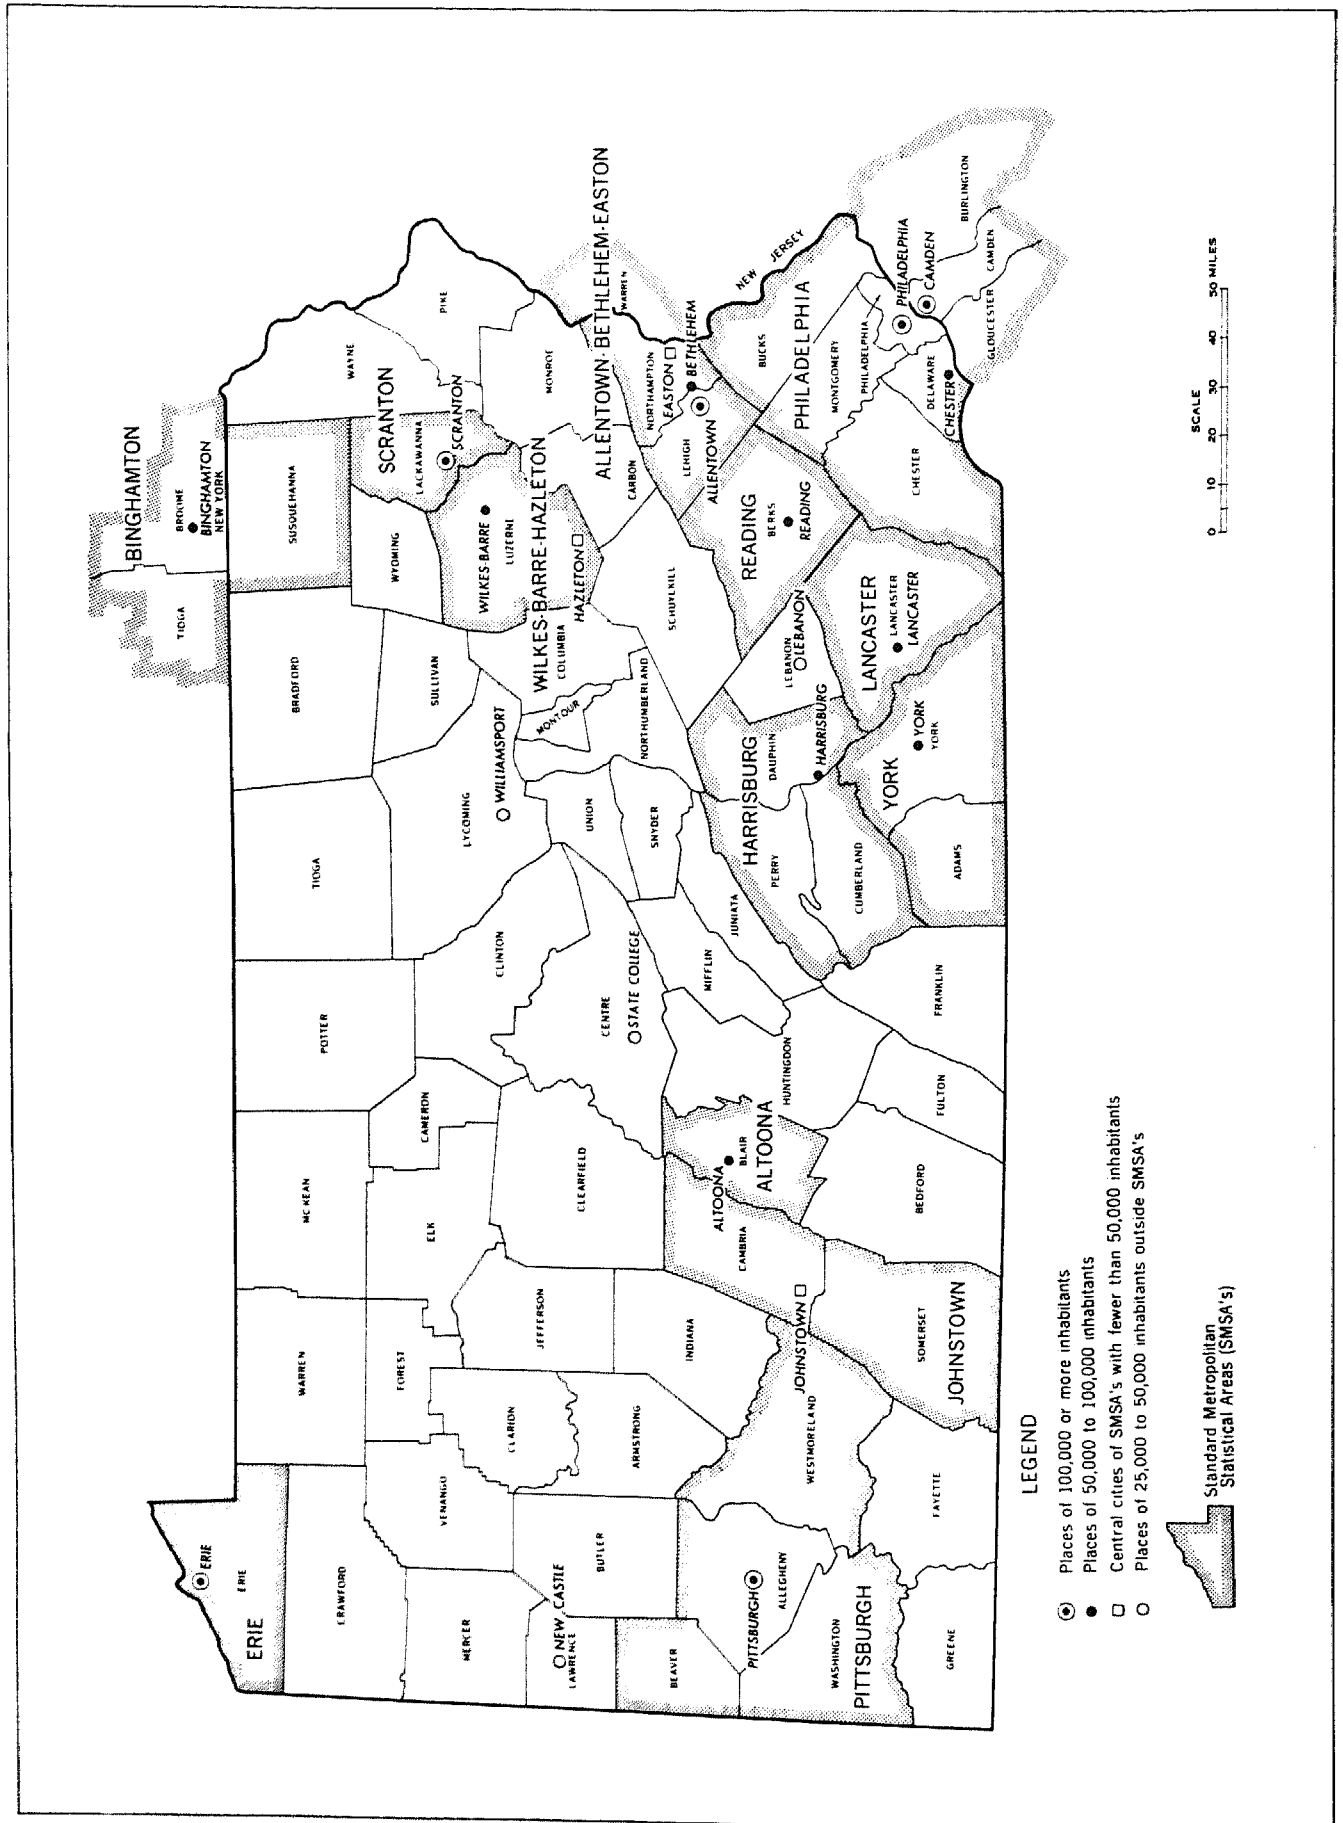 BINGHAMTON
BROOME
BINGHAMTON
NEW YORK
TIOGA
ERIE
ERIE
ERIE
CRAWFORD
WARREN
MC KEAN
POTTER
TIOGA
BRADFORD
SUSQUEHANNA
WAYNE
PIKE
MERCER
VENANGO
FOREST
ELK
CAMERON
CLINTON
LYCOMING
WILLIAMSPORT
SULLIVAN
WYOMING
SCRANTON
LACKAWANNA
SCRANTON
WILKES-BARRE
LUZERNE
WILKES-BARRE-HAZLETON
HAZLETON
COLUMBIA
MONTOUR
MONROE
NEW CASTLE
LAWRENCE
BUTLER
CLARION
JEFFERSON
CLEARFIELD
CENTRE
STATE COLLEGE
UNION
SNYDER
NORTHUMBERLAND
SCHUYLKILL
CARBON
ALLENTOWN-BETHLEHEM-EASTON
WARREN
NORTHAMPTON
EASTON
BETHLEHEM
LEHIGH
ALLENTOWN
NEW JERSEY
BEAVER
ARMSTRONG
INDIANA
CAMBRIA
ALTOONA
BLAIR
ALTOONA
HUNTINGDON
MIFFLIN
JUNIATA
HARRISBURG
PERRY
DAUPHIN
HARRISBURG
CUMBERLAND
LEBANON
LEBANON
READING
BERKS
READING
BUCKS
PHILADELPHIA
MONTGOMERY
PHILADELPHIA
PHILADELPHIA
CAMDEN
BURLINGTON
CAMDEN
GLOUCESTER
DELAWARE
CHESTER
CHESTER
LANCASTER
LANCASTER
LANCASTER
YORK
YORK
YORK
ADAMS
FRANKLIN
FULTON
BEDFORD
JOHNSTOWN
SOMERSET
JOHNSTOWN
WESTMORELAND
FAYETTE
ALLEGHENY
PITTSBURGH
WASHINGTON
PITTSBURGH
GREENE
LEGEND
Places of 100,000 or more inhabitants
Places of 50,000 to 100,000 inhabitants
Central cities of SMSA's with fewer than 50,000 inhabitants
Places of 25,000 to 50,000 inhabitants outside SMSA's
Standard Metropolitan
Statistical Areas (SMSA's)
SCALE
0 10 20 30 40 50 MILES